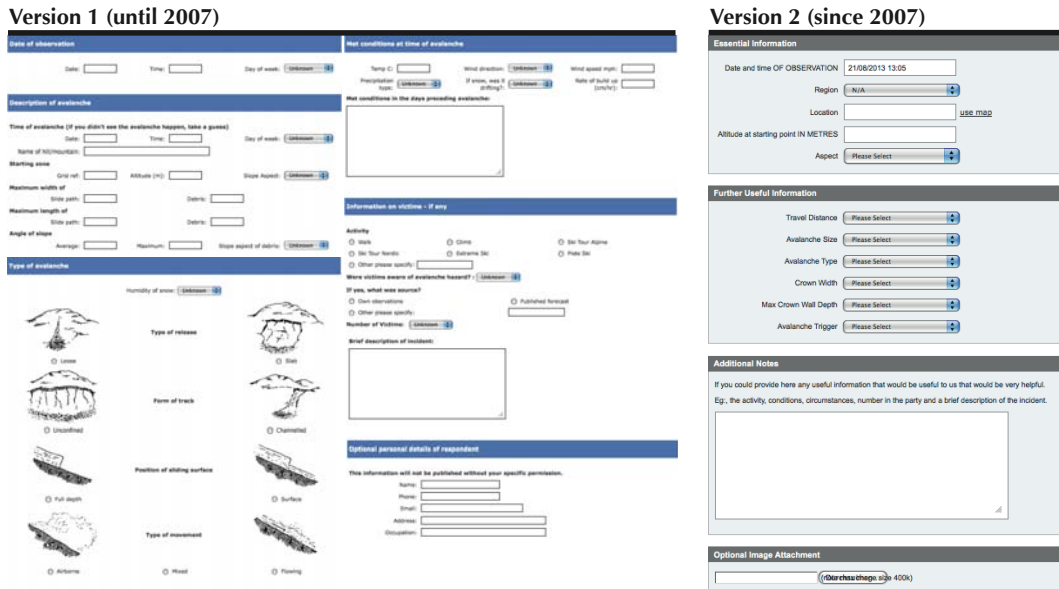 Version 1 (until 2007)
Date of observation
Date:
Time:
Day of week: Unknown
Description of avalanche
Time of avalanche (if you didn't see the avalanche happen, take a guess)
Date:
Time:
Day of week: Unknown
Name of hill/mountain:
Starting zone
Grid ref:
Altitude (m):
Slope Aspect: Unknown
Maximum width of
Slide path:
Debris:
Maximum length of
Slide path:
Debris:
Angle of slope
Average:
Maximum:
Slope aspect of debris: Unknown
Type of avalanche
Humidity of snow: Unknown
Type of release
Loose
Slab
Form of track
Unconfined
Channelled
Position of sliding surface
Full depth
Surface
Type of movement
Airborne
Mixed
Flowing
Met conditions at time of avalanche
Temp C:
Wind direction: Unknown
Wind speed mph:
Precipitation type: Unknown
If snow, was it drifting?: Unknown
Rate of build up (cm/hr):
Met conditions in the days preceding avalanche:
Information on victims - if any
Activity
Walk
Climb
Ski Tour Alpine
Ski Tour Nordic
Extreme Ski
Piste Ski
Other please specify:
Were victims aware of avalanche hazard? : Unknown
If yes, what was source?
Own observations
Published forecast
Other please specify:
Number of Victims: Unknown
Brief description of incident:
Optional personal details of respondent
This information will not be published without your specific permission.
Name:
Phone:
Email:
Address:
Occupation:
Version 2 (since 2007)
Essential Information
Date and time OF OBSERVATION 21/08/2013 13:05
Region N/A
Location use map
Altitude at starting point IN METRES
Aspect Please Select
Further Useful Information
Travel Distance Please Select
Avalanche Size Please Select
Avalanche Type Please Select
Crown Width Please Select
Max Crown Wall Depth Please Select
Avalanche Trigger Please Select
Additional Notes
If you could provide here any useful information that would be useful to us that would be very helpful.
Eg:, the activity, conditions, circumstances, number in the party and a brief description of the incident.
Optional Image Attachment
size 400k)